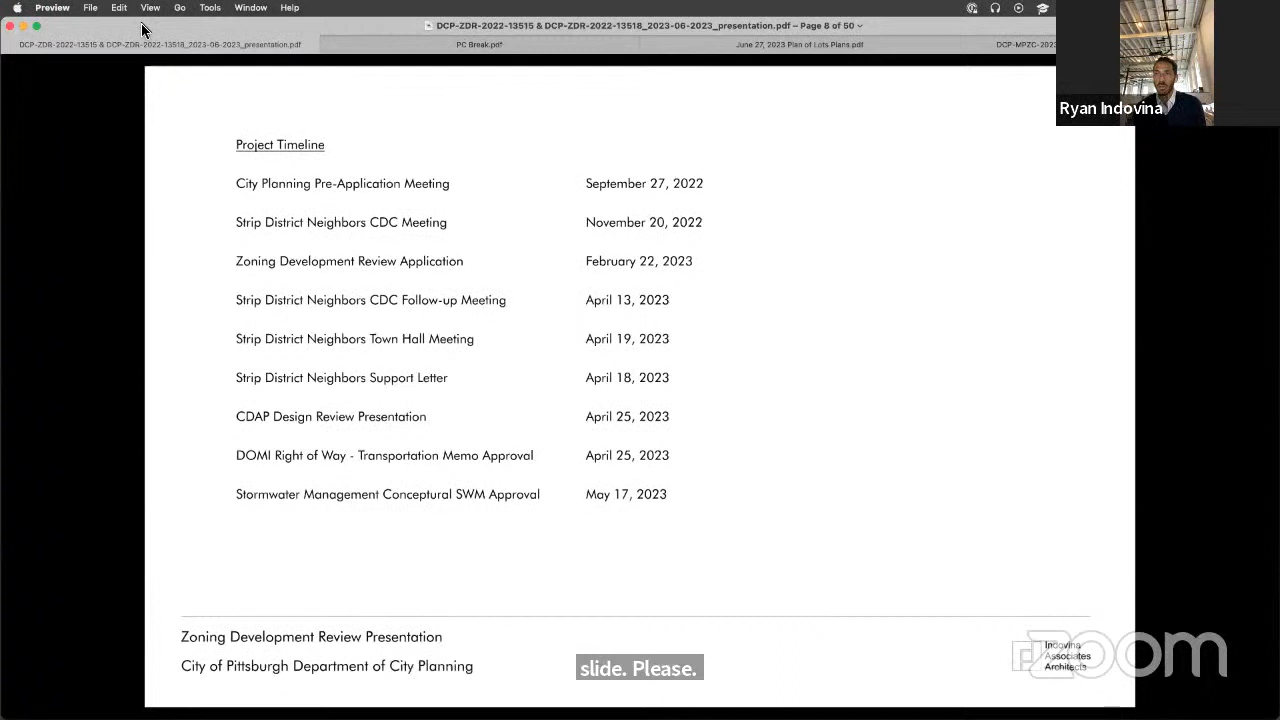 Preview File Edit View Go Tools Window Help
DCP-ZDR-2022-13515 & DCP-ZDR-2022-13518_2023-06-2023_presentation.pdf – Page 8 of 50
DCP-ZDR-2022-13515 & DCP-ZDR-2022-13518_2023-06-2023_presentation.pdf PC Break.pdf June 27, 2023 Plan of Lots Plans.pdf DCP-MPZC-2023
Ryan Indovina
Project Timeline
City Planning Pre-Application Meeting September 27, 2022
Strip District Neighbors CDC Meeting November 20, 2022
Zoning Development Review Application February 22, 2023
Strip District Neighbors CDC Follow-up Meeting April 13, 2023
Strip District Neighbors Town Hall Meeting April 19, 2023
Strip District Neighbors Support Letter April 18, 2023
CDAP Design Review Presentation April 25, 2023
DOMI Right of Way - Transportation Memo Approval April 25, 2023
Stormwater Management Conceptural SWM Approval May 17, 2023
Zoning Development Review Presentation
City of Pittsburgh Department of City Planning
slide. Please.
Indovina
Associates
Architects
zoom